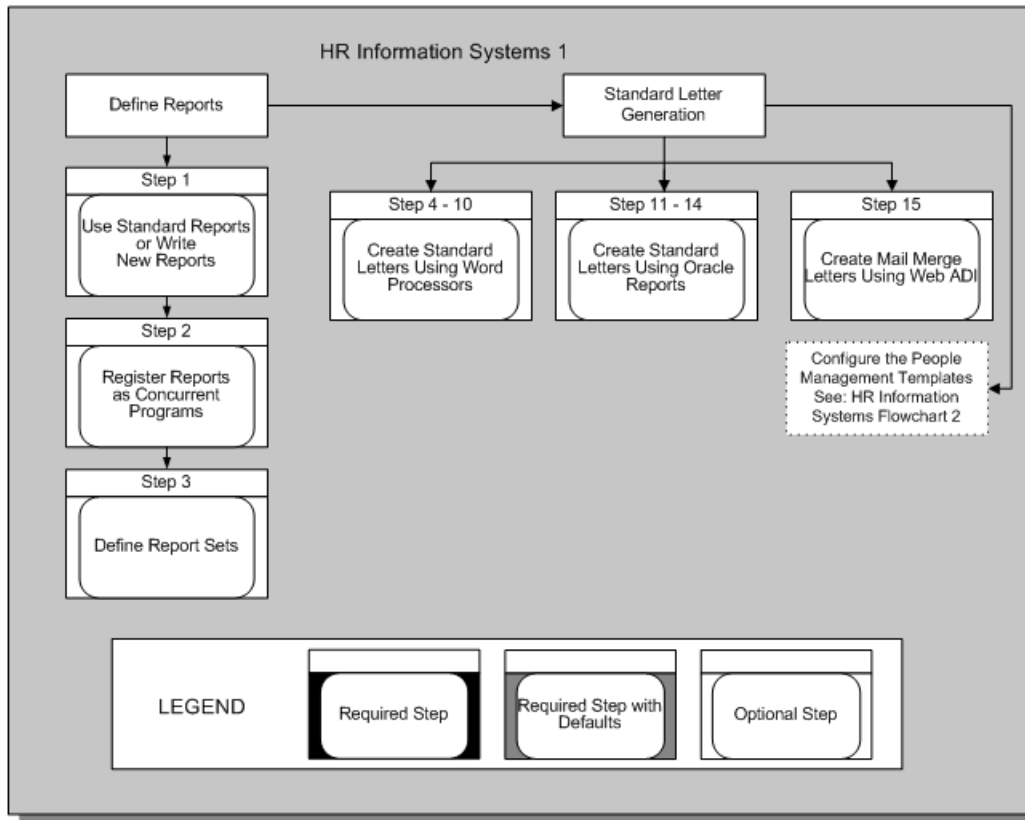 HR Information Systems 1
Define Reports
Standard Letter
Generation
Step 1
Use Standard Reports
or Write
New Reports
Step 2
Register Reports
as Concurrent
Programs
Step 3
Define Report Sets
Step 4 - 10
Create Standard
Letters Using Word
Processors
Step 11 - 14
Create Standard
Letters Using Oracle
Reports
Step 15
Create Mail Merge
Letters Using Web ADI
Configure the People
Management Templates
See: HR Information
Systems Flowchart 2
LEGEND
Required Step
Required Step with
Defaults
Optional Step